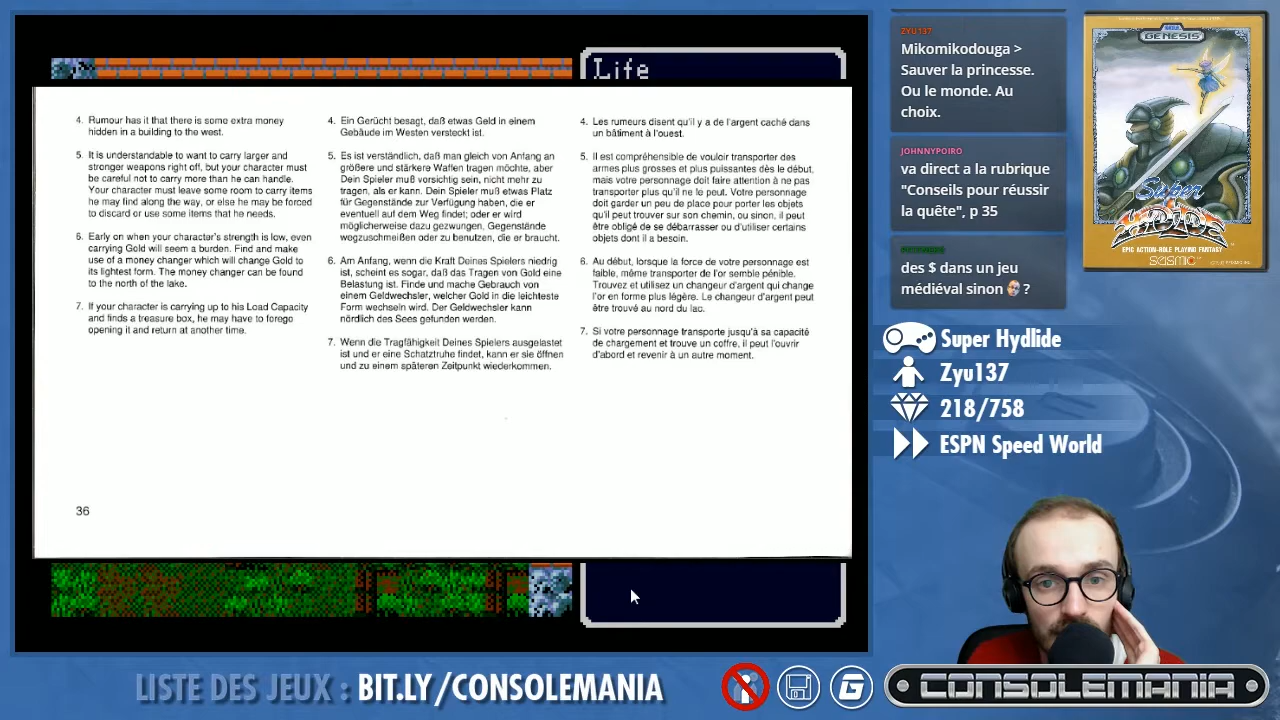 Life
4. Rumour has it that there is some extra money
hidden in a building to the west.
5. It is understandable to want to carry larger and
stronger weapons right off, but your character must
be careful not to carry more than he can handle.
Your character must leave some room to carry items
he may find along the way, or else he may be forced
to discard or use some items that he needs.
6. Early on when your character's strength is low, even
carrying Gold will seem a burden. Find and make
use of a money changer which will change Gold to
its lightest form. The money changer can be found
to the north of the lake.
7. If your character is carrying up to his Load Capacity
and finds a treasure box, he may have to forego
opening it and return at another time.
36
4. Ein Gerücht besagt, daß etwas Geld in einem
Gebäude im Westen versteckt ist.
5. Es ist verständlich, daß man gleich von Anfang an
größere und stärkere Waffen tragen möchte, aber
Dein Spieler muß vorsichtig sein, nicht mehr zu
tragen, als er kann. Dein Spieler muß etwas Platz
für Gegenstände zur Verfügung haben, die er
eventuell auf dem Weg findet; oder er wird
möglicherweise dazu gezwungen, Gegenstände
wegzuschmeißen oder zu benutzen, die er braucht.
6. Am Anfang, wenn die Kraft Deines Spielers niedrig
ist, scheint es sogar, daß das Tragen von Gold eine
Belastung ist. Finde und mache Gebrauch von
einem Geldwechsler, welcher Gold in die leichteste
Form wechseln wird. Der Geldwechsler kann
nördlich des Sees gefunden werden.
7. Wenn die Tragfähigkeit Deines Spielers ausgelastet
ist und er eine Schatztruhe findet, kann er sie öffnen
und zu einem späteren Zeitpunkt wiederkommen.
4. Les rumeurs disent qu'il y a de l'argent caché dans
un bâtiment à l'ouest.
5. Il est compréhensible de vouloir transporter des
armes plus grosses et plus puissantes dès le début,
mais votre personnage doit faire attention à ne pas
transporter plus qu'il ne le peut. Votre personnage
doit garder un peu de place pour porter les objets
qu'il peut trouver sur son chemin, ou sinon, il peut
être obligé de se débarrasser ou d'utiliser certains
objets dont il a besoin.
6. Au début, lorsque la force de votre personnage est
faible, même transporter de l'or semble pénible.
Trouvez et utilisez un changeur d'argent qui change
l'or en forme plus légère. Le changeur d'argent peut
être trouvé au nord du lac.
7. Si votre personnage transporte jusqu'à sa capacité
de chargement et trouve un coffre, il peut l'ouvrir
d'abord et revenir à un autre moment.
ZYU137
Mikomikodouga >
Sauver la princesse.
Ou le monde. Au
choix.
JOHNNYPOIRO
va direct a la rubrique
"Conseils pour réussir
la quête", p 35
des $ dans un jeu
médiéval sinon ?
SEGA
GENESIS
Super
HYDLIDE
EPIC ACTION-ROLE PLAYING FANTASY
SEISMIC
Super Hydlide
Zyu137
218/758
ESPN Speed World
LISTE DES JEUX : BIT.LY/CONSOLEMANIA
G
CONSOLEMANIA